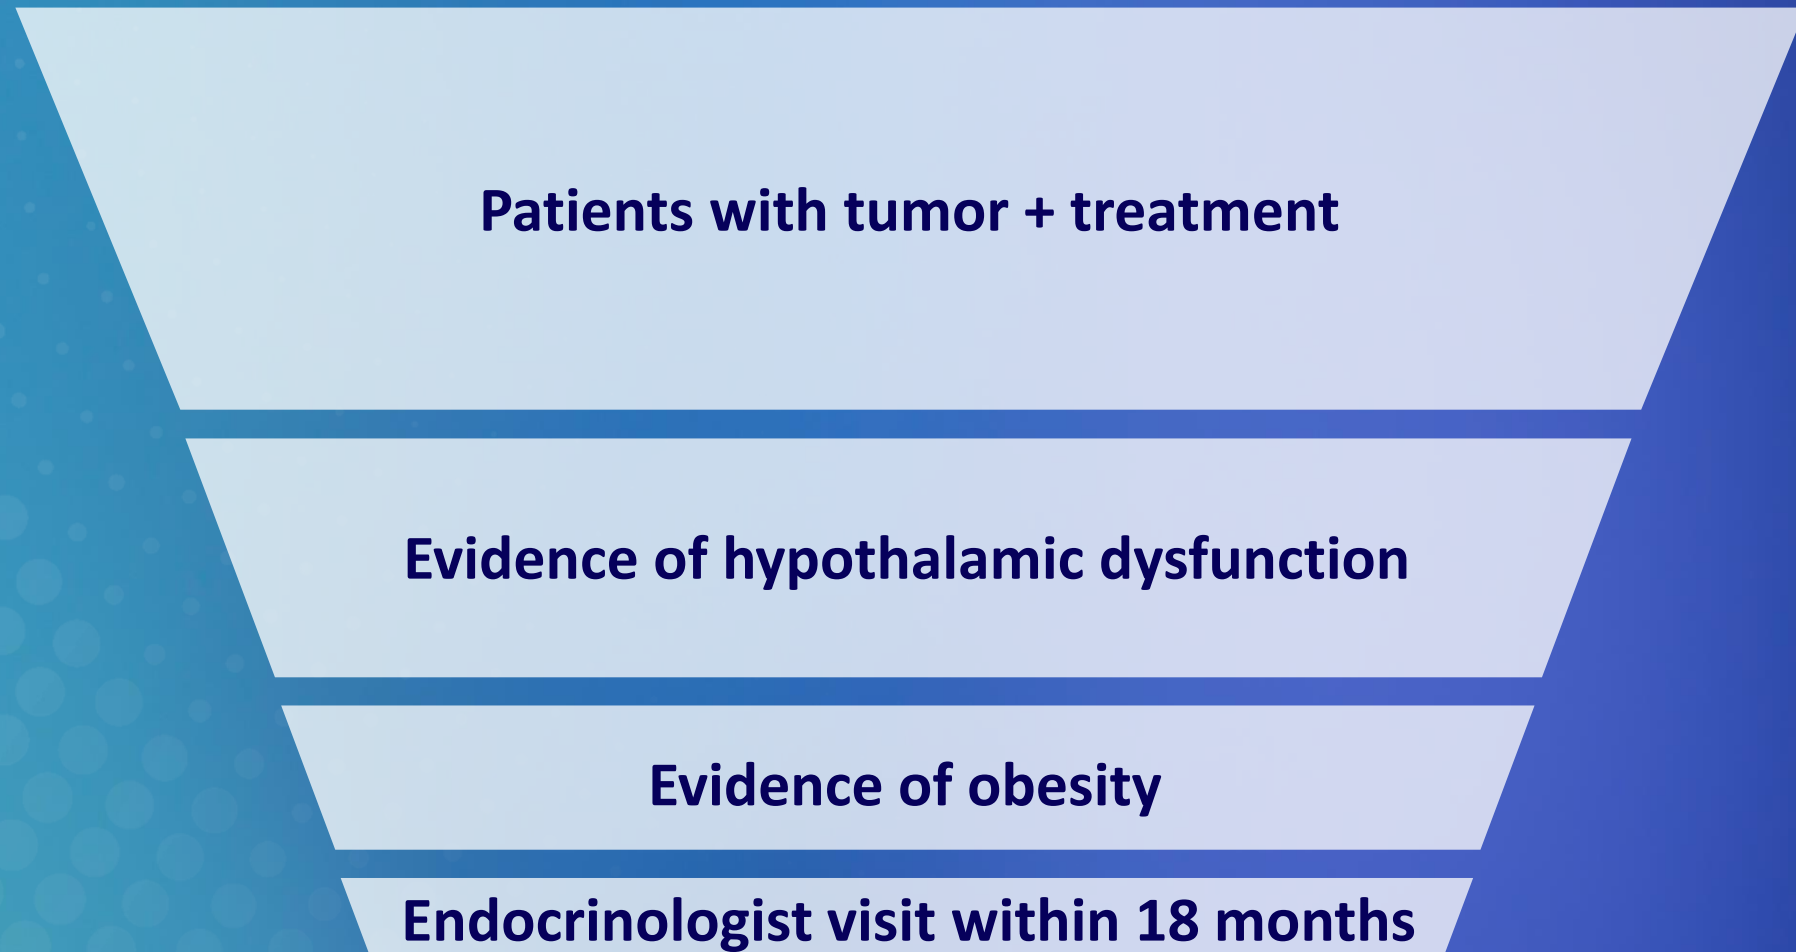 Patients with tumor + treatment
Evidence of hypothalamic dysfunction
Evidence of obesity
Endocrinologist visit within 18 months